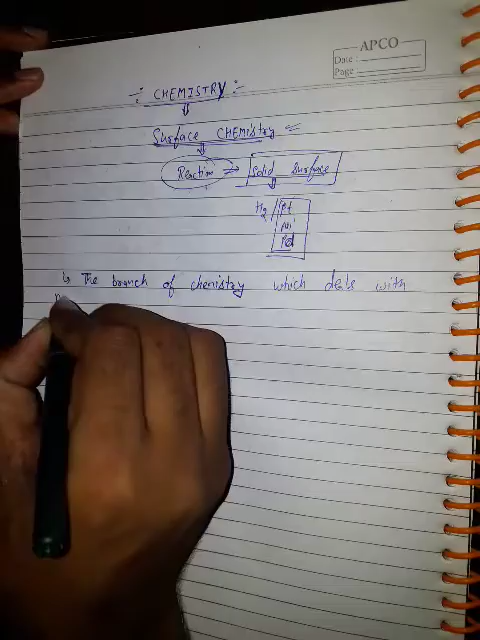 APCO
Date :
Page
-: CHEMISTRY :-
Surface CHEMistry
Reaction → Solid Surface
H2 / Pt
Ni
Pd
↳ The branch of chemistry which deals with